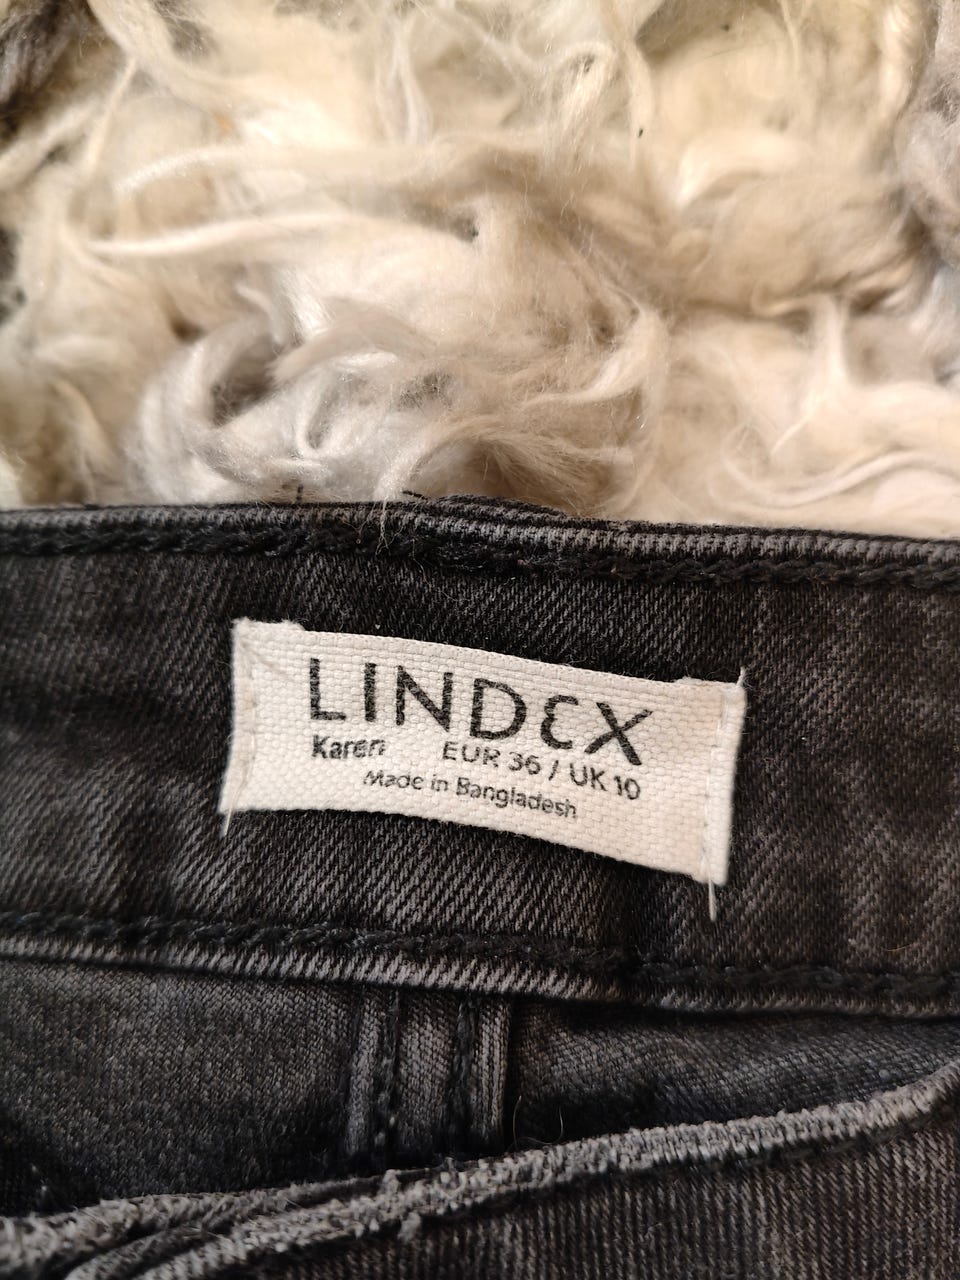 LINDEX
Karen EUR 36 / UK 10
Made in Bangladesh